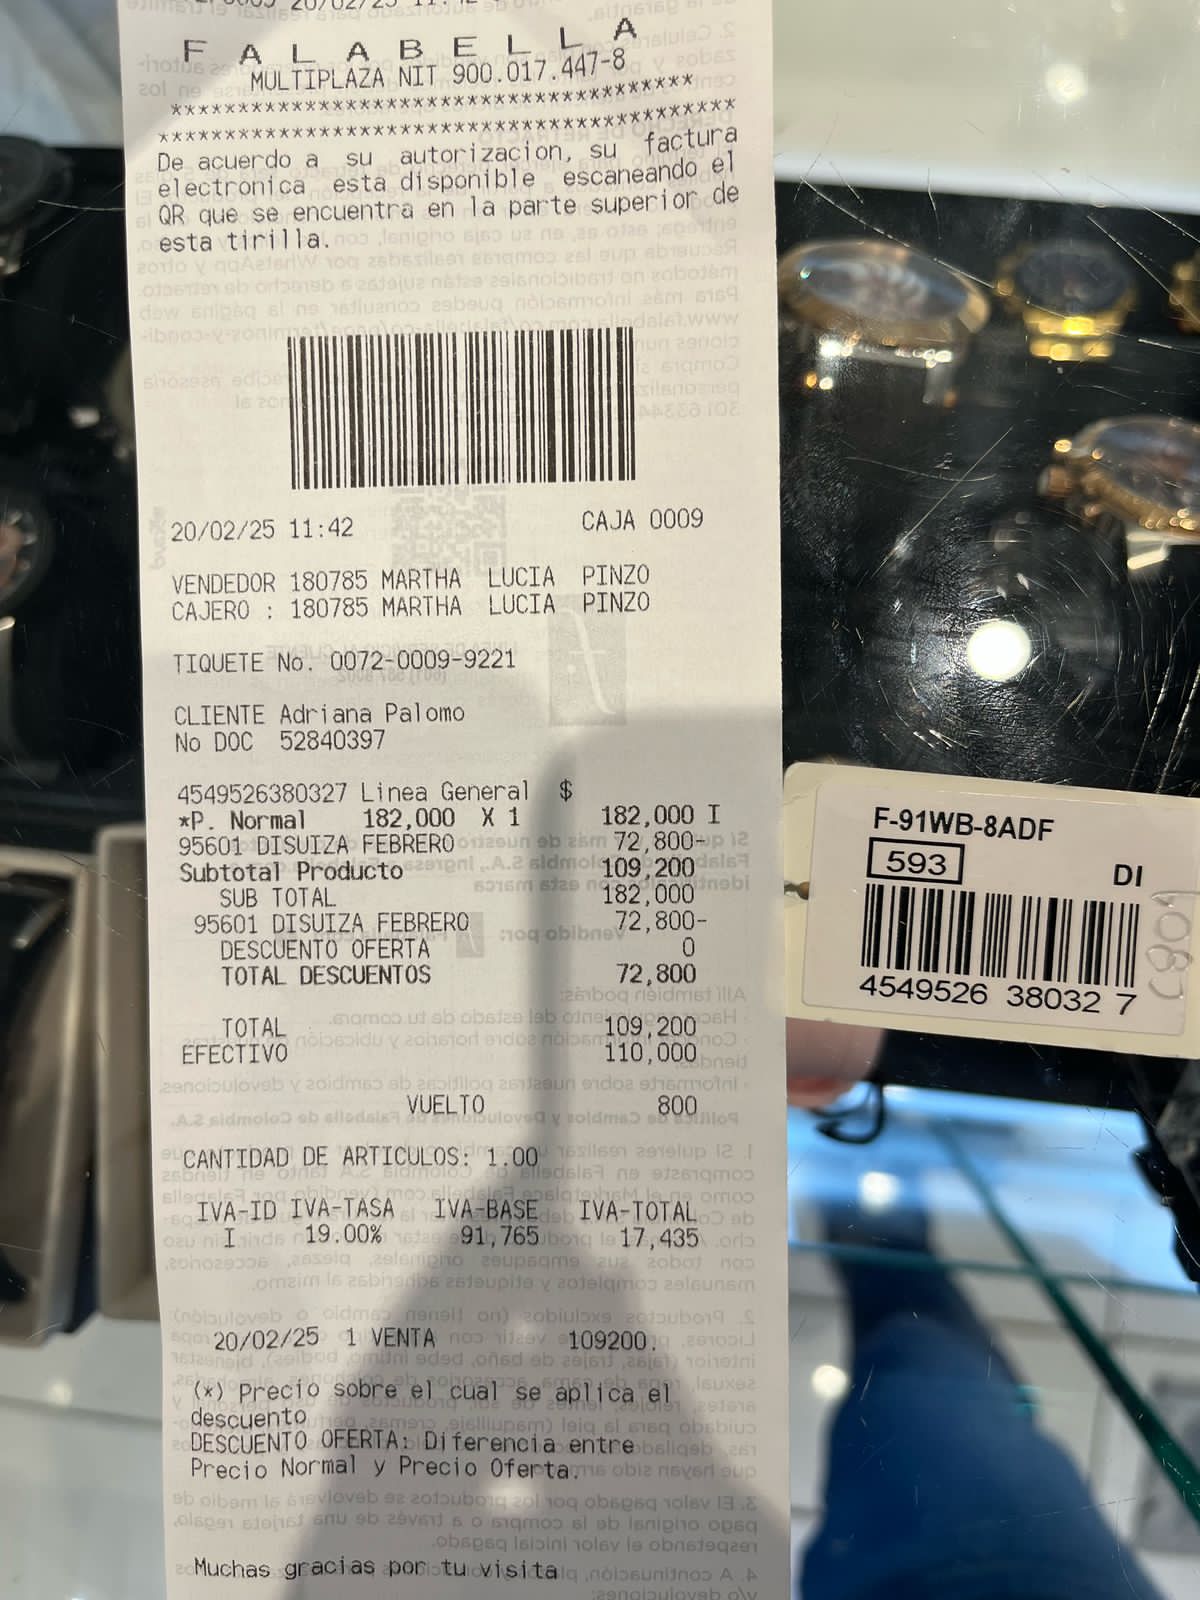 F A L A B E L L A
MULTIPLAZA NIT 900.017.447-8
****************************************
********************************************
De acuerdo a su autorizacion, su factura
electronica esta disponible escaneando el
QR que se encuentra en la parte superior de
esta tirilla.
20/02/25 11:42 CAJA 0009
VENDEDOR 180785 MARTHA LUCIA PINZO
CAJERO : 180785 MARTHA LUCIA PINZO
TIQUETE No. 0072-0009-9221
CLIENTE Adriana Palomo
No DOC 52840397
4549526380327 Linea General $
*P. Normal 182,000 X 1 182,000 I
95601 DISUIZA FEBRERO 72,800-
Subtotal Producto 109,200
SUB TOTAL 182,000
95601 DISUIZA FEBRERO 72,800-
DESCUENTO OFERTA 0
TOTAL DESCUENTOS 72,800
TOTAL 109,200
EFECTIVO 110,000
VUELTO 800
CANTIDAD DE ARTICULOS: 1.00
IVA-ID IVA-TASA IVA-BASE IVA-TOTAL
I 19.00% 91,765 17,435
20/02/25 1 VENTA 109200.
(*) Precio sobre el cual se aplica el
descuento
DESCUENTO OFERTA: Diferencia entre
Precio Normal y Precio Oferta.
Muchas gracias por tu visita
F-91WB-8ADF
593 DI
4549526 38032 7